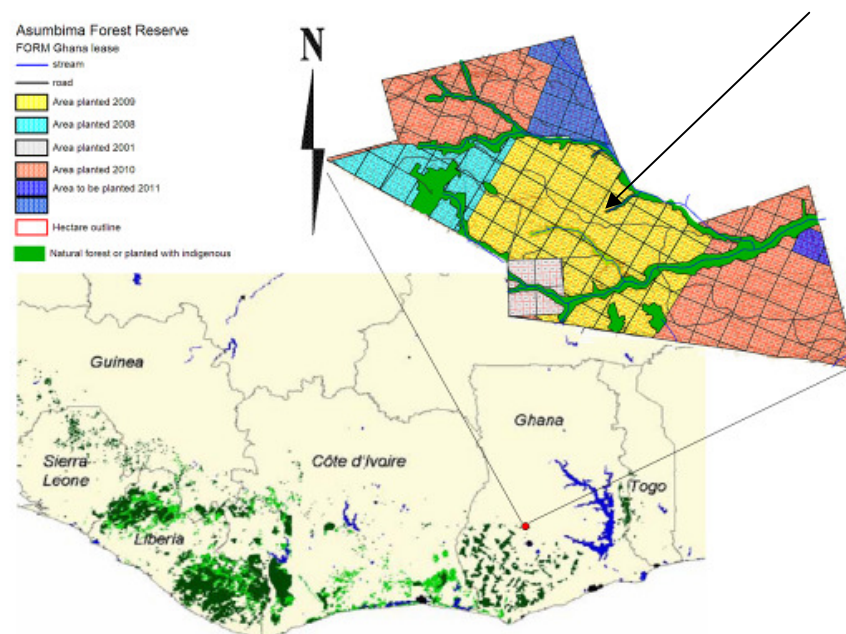 Asumbima Forest Reserve
FORM Ghana lease
stream
road
Area planted 2009
Area planted 2008
Area planted 2001
Area planted 2010
Area to be planted 2011
Hectare outline
Natural forest or planted with indigenous
N
Guinea
Sierra
Leone
Liberia
Côte d'Ivoire
Ghana
Togo